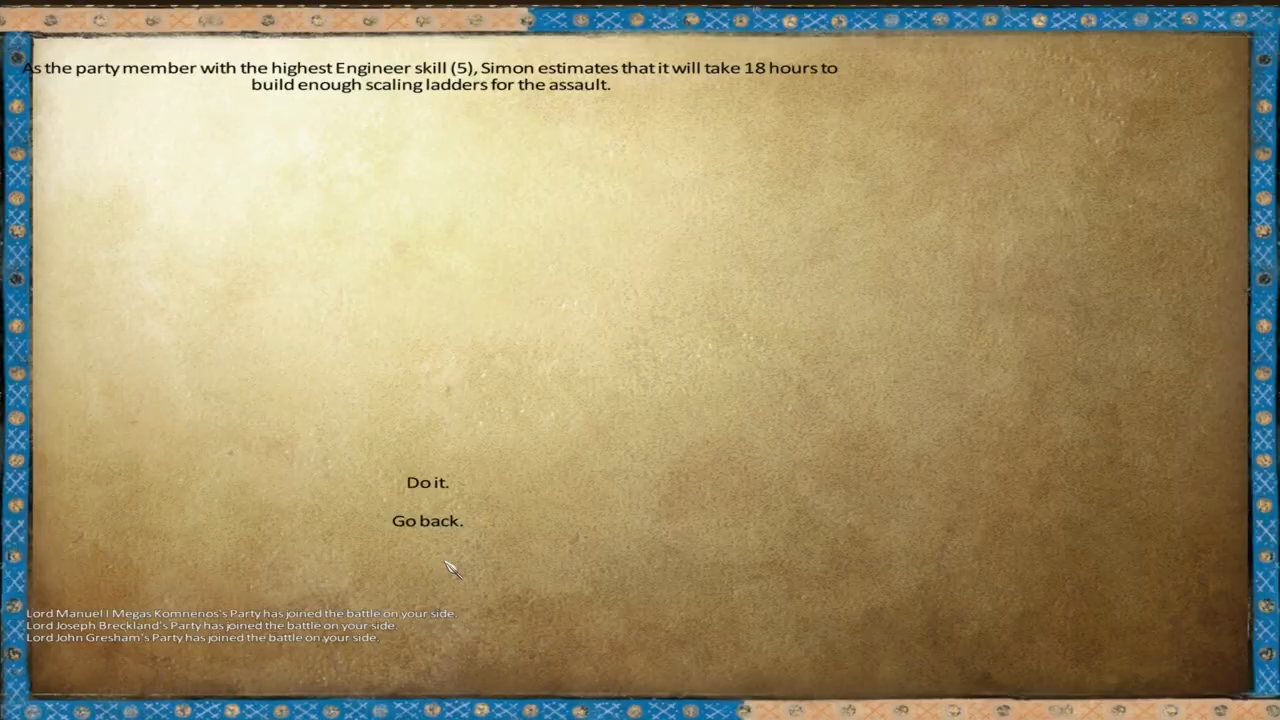 As the party member with the highest Engineer skill (5), Simon estimates that it will take 18 hours to
build enough scaling ladders for the assault.
Do it.
Go back.
Lord Manuel I Megas Komnenos's Party has joined the battle on your side.
Lord Joseph Breckland's Party has joined the battle on your side.
Lord John Gresham's Party has joined the battle on your side.